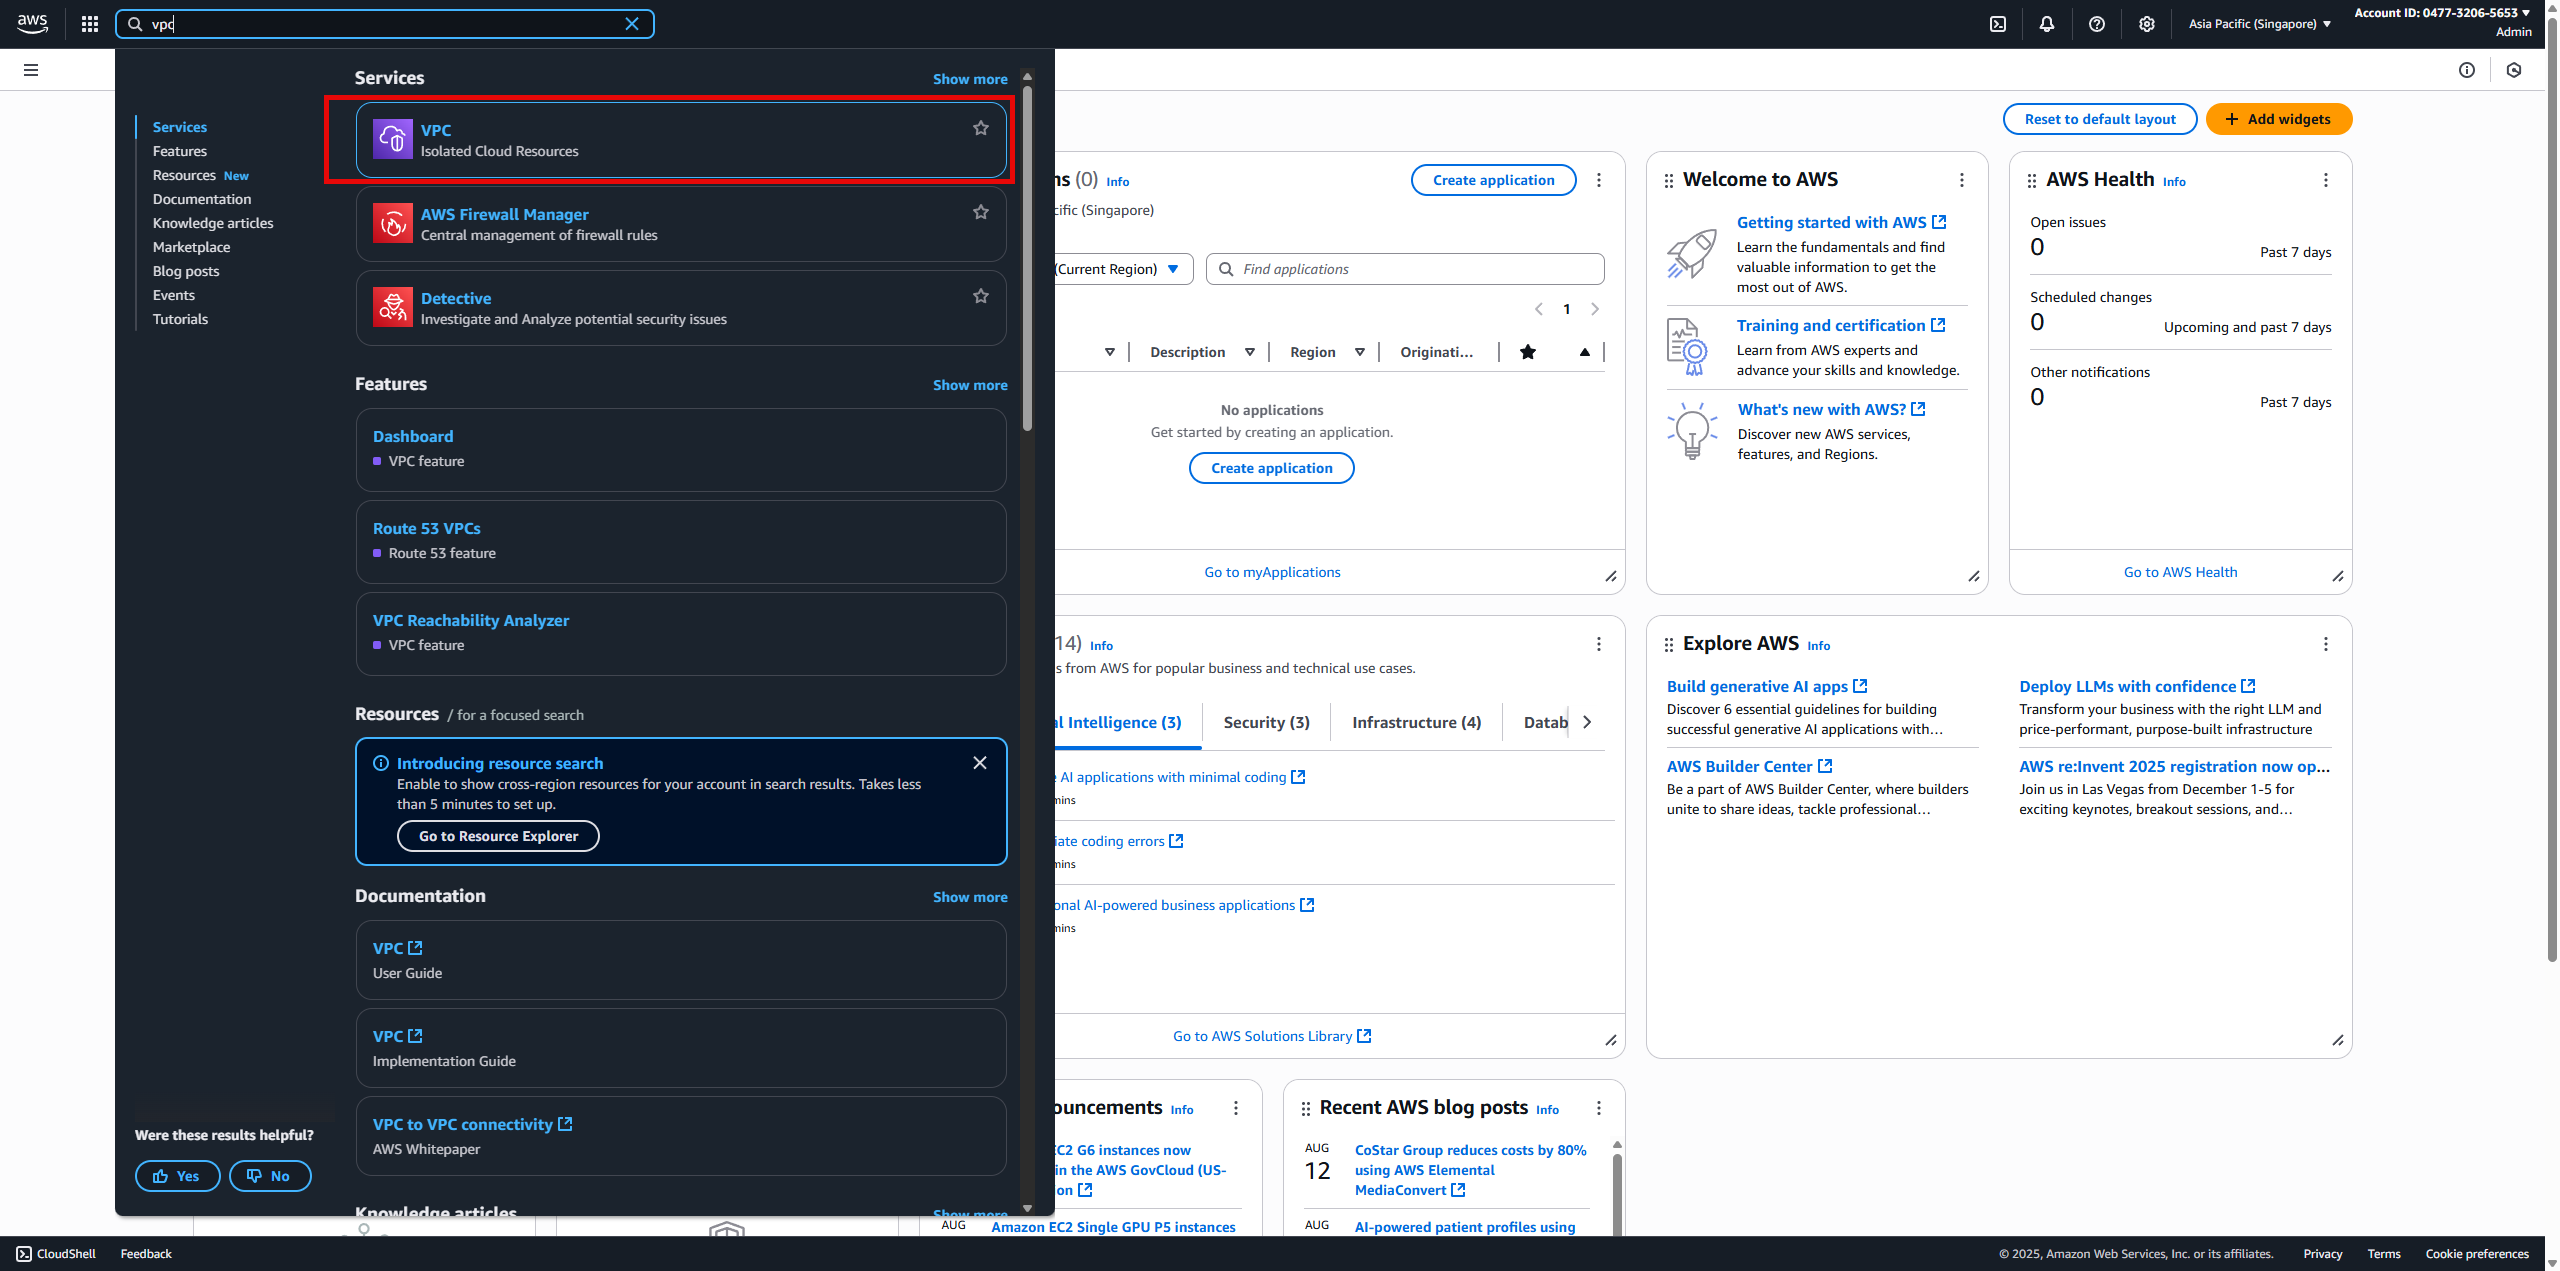 aws
vpc
Asia Pacific (Singapore)
Account ID: 0477-3206-5653
Admin
Services
Features
Resources New
Documentation
Knowledge articles
Marketplace
Blog posts
Events
Tutorials
Were these results helpful?
Yes
No
Services
Show more
VPC
Isolated Cloud Resources
AWS Firewall Manager
Central management of firewall rules
Detective
Investigate and Analyze potential security issues
Features
Show more
Dashboard
VPC feature
Route 53 VPCs
Route 53 feature
VPC Reachability Analyzer
VPC feature
Resources / for a focused search
Introducing resource search
Enable to show cross-region resources for your account in search results. Takes less
than 5 minutes to set up.
Go to Resource Explorer
Documentation
Show more
VPC
User Guide
VPC
Implementation Guide
VPC to VPC connectivity
AWS Whitepaper
Knowledge articles
Show more
Reset to default layout
Add widgets
ns (0) Info
Create application
cific (Singapore)
(Current Region)
Find applications
1
Description
Region
Originati...
No applications
Get started by creating an application.
Create application
Go to myApplications
Welcome to AWS
Getting started with AWS
Learn the fundamentals and find
valuable information to get the
most out of AWS.
Training and certification
Learn from AWS experts and
advance your skills and knowledge.
What's new with AWS?
Discover new AWS services,
features, and Regions.
AWS Health Info
Open issues
0
Past 7 days
Scheduled changes
0
Upcoming and past 7 days
Other notifications
0
Past 7 days
Go to AWS Health
14) Info
s from AWS for popular business and technical use cases.
l Intelligence (3)
Security (3)
Infrastructure (4)
Datab
e AI applications with minimal coding
mins
iate coding errors
mins
onal AI-powered business applications
mins
Go to AWS Solutions Library
Explore AWS Info
Build generative AI apps
Discover 6 essential guidelines for building
successful generative AI applications with…
AWS Builder Center
Be a part of AWS Builder Center, where builders
unite to share ideas, tackle professional…
Deploy LLMs with confidence
Transform your business with the right LLM and
price-performant, purpose-built infrastructure
AWS re:Invent 2025 registration now op...
Join us in Las Vegas from December 1-5 for
exciting keynotes, breakout sessions, and…
ouncements Info
EC2 G6 instances now
in the AWS GovCloud (US-
on
AUG
Amazon EC2 Single GPU P5 instances
Recent AWS blog posts Info
AUG
12
CoStar Group reduces costs by 80%
using AWS Elemental
MediaConvert
AUG
AI-powered patient profiles using
CloudShell
Feedback
© 2025, Amazon Web Services, Inc. or its affiliates.
Privacy
Terms
Cookie preferences